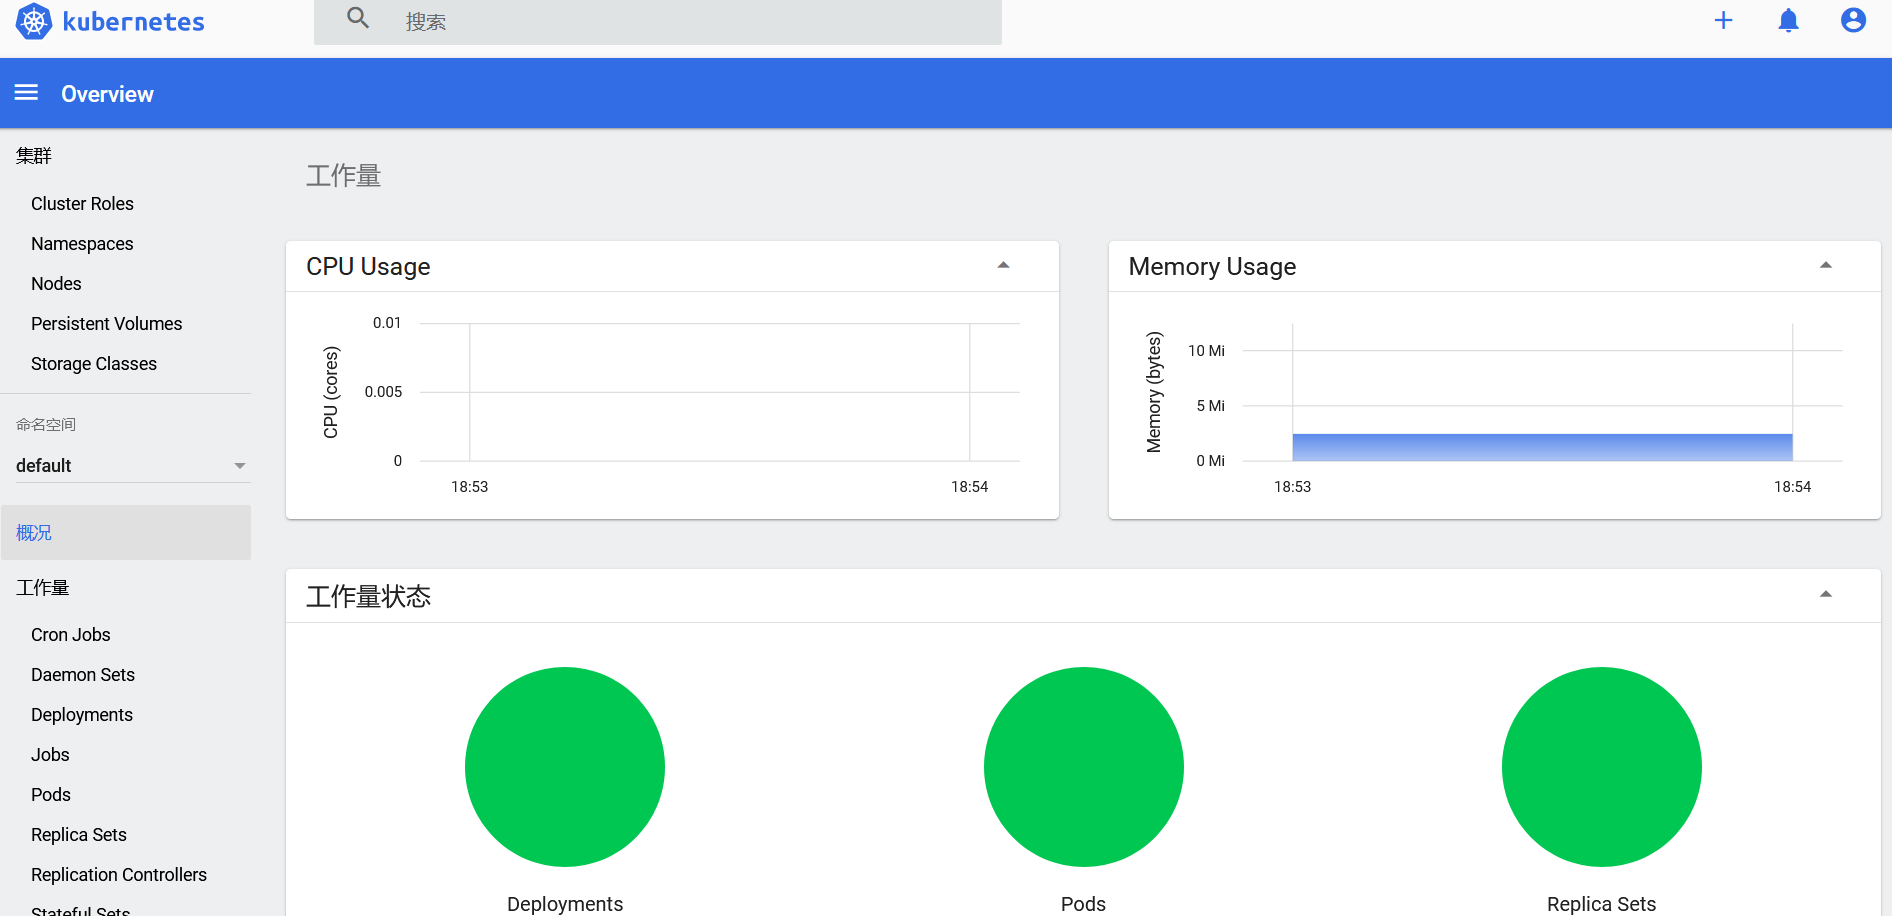 kubernetes
搜索
Overview
集群
Cluster Roles
Namespaces
Nodes
Persistent Volumes
Storage Classes
命名空间
default
概况
工作量
Cron Jobs
Daemon Sets
Deployments
Jobs
Pods
Replica Sets
Replication Controllers
Stateful Sets
工作量
CPU Usage
CPU (cores)
0.01
0.005
0
18:53
18:54
Memory Usage
Memory (bytes)
10 Mi
5 Mi
0 Mi
18:53
18:54
工作量状态
Deployments
Pods
Replica Sets